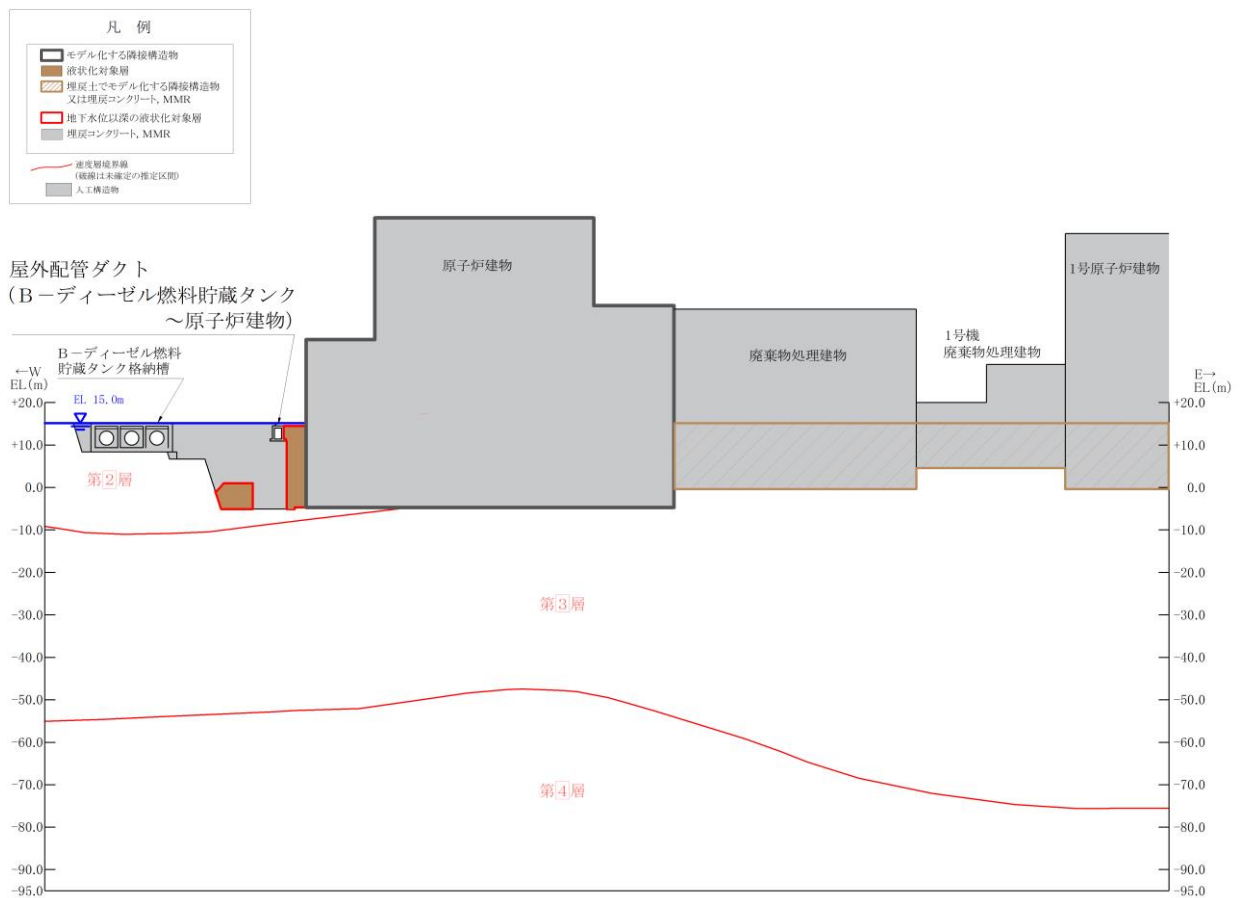 凡 例
モデル化する隣接構造物
液状化対象層
埋戻土でモデル化する隣接構造物
又は埋戻コンクリート, MMR
地下水位以深の液状化対象層
埋戻コンクリート, MMR
速度層境界線
(破線は未確定の推定区間)
人工構造物
屋外配管ダクト
(B－ディーゼル燃料貯蔵タンク
～原子炉建物)
B－ディーゼル燃料
貯蔵タンク格納槽
原子炉建物
廃棄物処理建物
1号機
廃棄物処理建物
1号原子炉建物
←W
EL(m)
E→
EL(m)
EL 15.0m
+20.0
+10.0
0.0
-10.0
-20.0
-30.0
-40.0
-50.0
-60.0
-70.0
-80.0
-90.0
-95.0
第2層
第3層
第4層
+20.0
+10.0
0.0
-10.0
-20.0
-30.0
-40.0
-50.0
-60.0
-70.0
-80.0
-90.0
-95.0